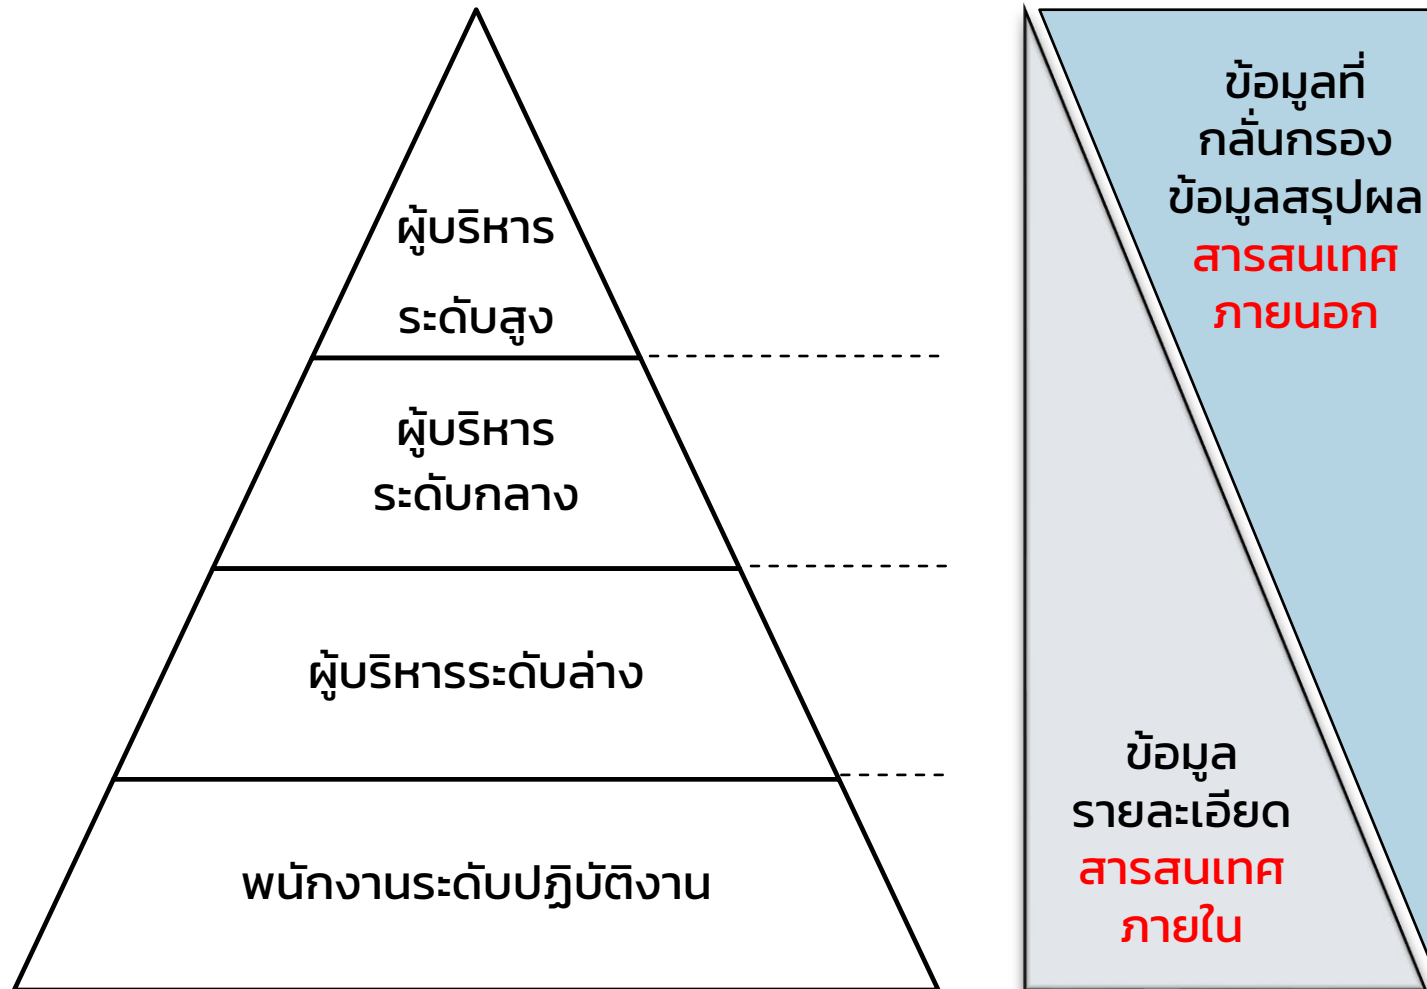 ผู้บริหาร
ระดับสูง
ผู้บริหาร
ระดับกลาง
ผู้บริหารระดับล่าง
พนักงานระดับปฏิบัติงาน
ข้อมูลที่
กลั่นกรอง
ข้อมูลสรุปผล
สารสนเทศ
ภายนอก
ข้อมูล
รายละเอียด
สารสนเทศ
ภายใน